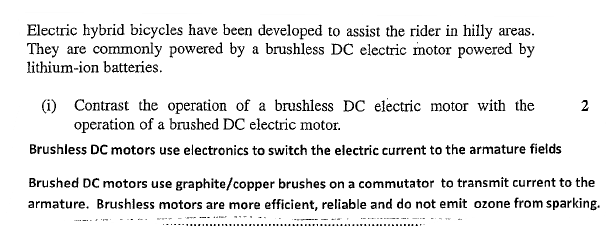 Electric hybrid bicycles have been developed to assist the rider in hilly areas.
They are commonly powered by a brushless DC electric motor powered by
lithium-ion batteries.
(i) Contrast the operation of a brushless DC electric motor with the 2
operation of a brushed DC electric motor.
Brushless DC motors use electronics to switch the electric current to the armature fields
Brushed DC motors use graphite/copper brushes on a commutator to transmit current to the
armature. Brushless motors are more efficient, reliable and do not emit ozone from sparking.